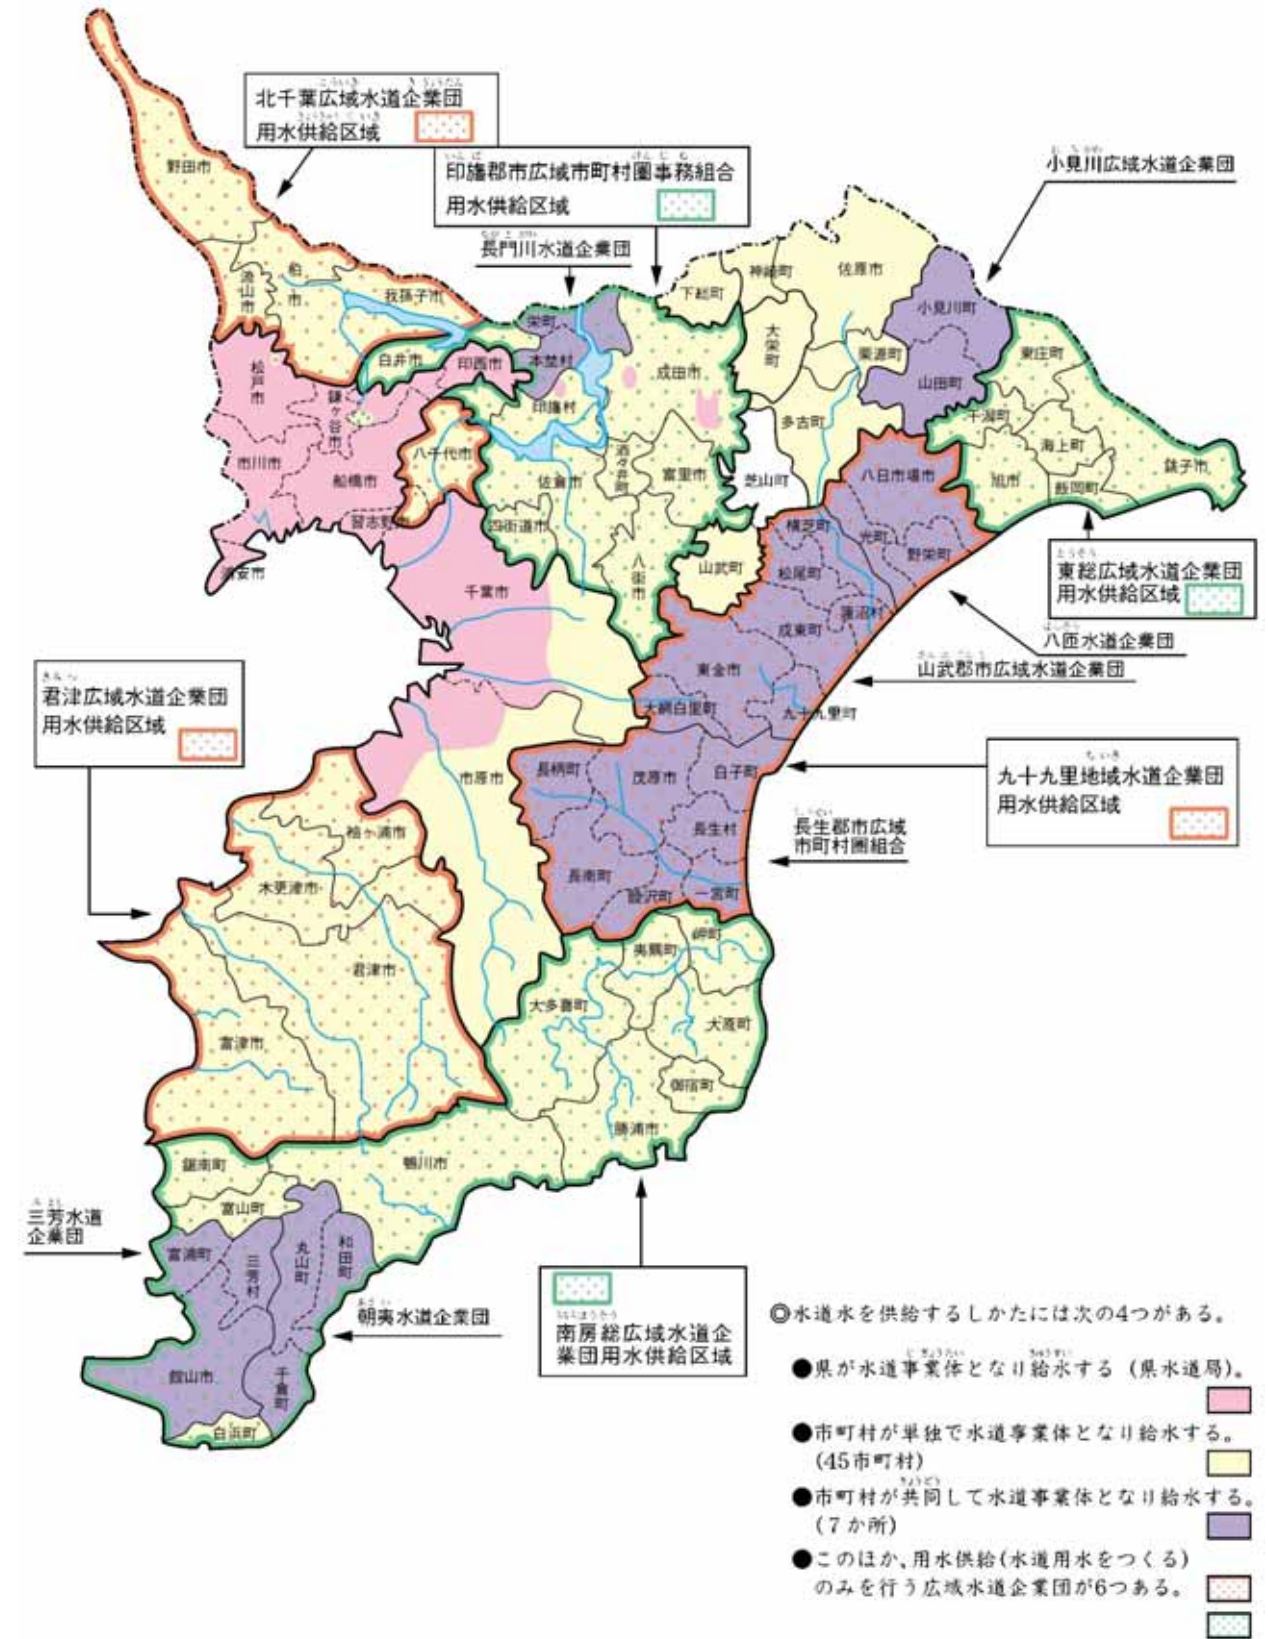 北千葉広域水道企業団
用水供給区域
印旛郡市広域市町村圏事務組合
用水供給区域
長門川水道企業団
小見川広域水道企業団
野田市
流山市
柏市
我孫子市
白井市
印西市
栄町
本埜村
印旛村
成田市
下総町
神崎町
佐原市
大栄町
栗源町
小見川町
山田町
多古町
東庄町
干潟町
海上町
旭市
飯岡町
銚子市
松戸市
鎌ヶ谷市
市川市
船橋市
習志野市
浦安市
八千代市
佐倉市
酒々井町
富里市
四街道市
八街市
芝山町
山武町
八日市場市
横芝町
光町
野栄町
松尾町
蓮沼村
成東町
東金市
大網白里町
九十九里町
千葉市
東総広域水道企業団
用水供給区域
八匝水道企業団
山武郡市広域水道企業団
君津広域水道企業団
用水供給区域
九十九里地域水道企業団
用水供給区域
長生郡市広域
市町村圏組合
市原市
長柄町
茂原市
白子町
長生村
長南町
睦沢町
一宮町
袖ヶ浦市
木更津市
君津市
富津市
夷隅町
岬町
大多喜町
大原町
御宿町
勝浦市
鋸南町
鴨川市
富山町
富浦町
三芳村
丸山町
和田町
館山市
千倉町
白浜町
三芳水道
企業団
朝夷水道企業団
南房総広域水道企
業団用水供給区域
◎水道水を供給するしかたには次の4つがある。
●県が水道事業体となり給水する (県水道局)。
●市町村が単独で水道事業体となり給水する。
(45市町村)
●市町村が共同して水道事業体となり給水する。
(7か所)
●このほか、用水供給(水道用水をつくる)
のみを行う広域水道企業団が6つある。